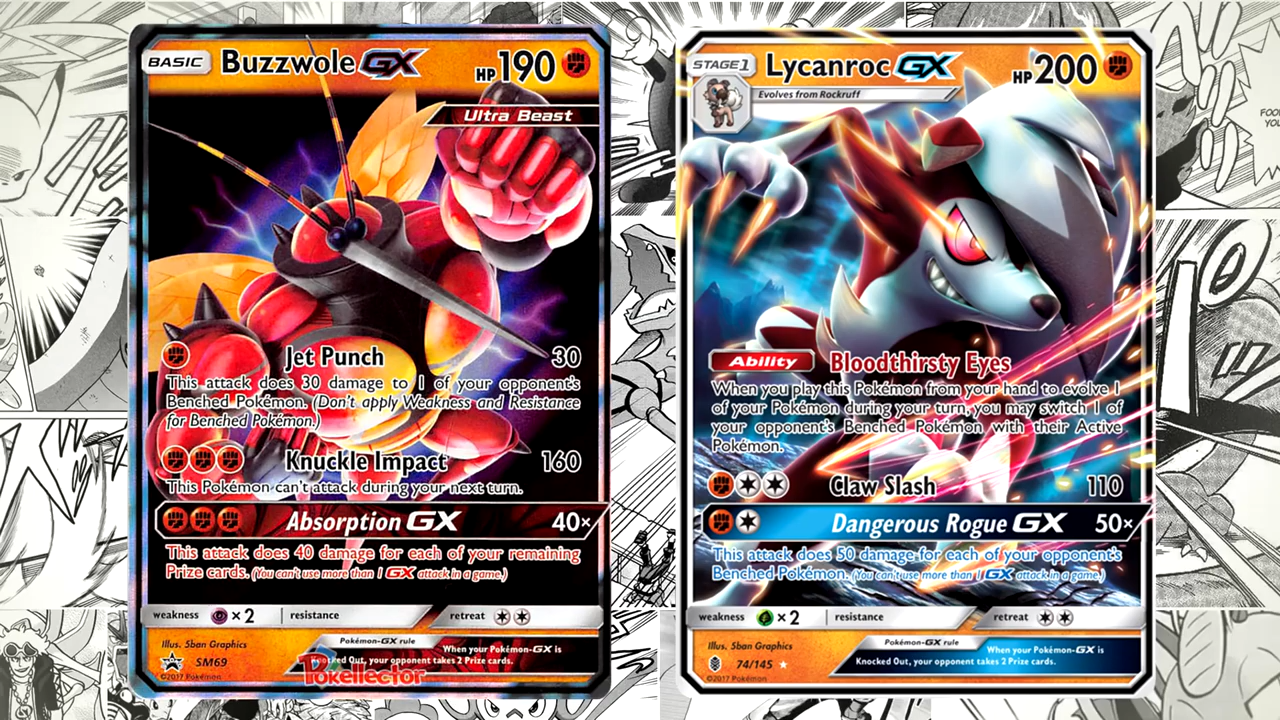 BASIC Buzzwole GX HP 190
Ultra Beast
Jet Punch 30
This attack does 30 damage to 1 of your opponent's
Benched Pokémon. (Don't apply Weakness and Resistance
for Benched Pokémon.)
Knuckle Impact 160
This Pokémon can't attack during your next turn.
Absorption GX 40×
This attack does 40 damage for each of your remaining
Prize cards. (You can't use more than 1 GX attack in a game.)
weakness ×2 resistance retreat
Illus. 5ban Graphics
Pokémon-GX rule
When your Pokémon-GX is
Knocked Out, your opponent takes 2 Prize cards.
SM69
©2017 Pokémon
Pokellector
STAGE 1 Lycanroc GX HP 200
Evolves from Rockruff
Ability Bloodthirsty Eyes
When you play this Pokémon from your hand to evolve 1
of your Pokémon during your turn, you may switch 1 of
your opponent's Benched Pokémon with their Active
Pokémon.
Claw Slash 110
Dangerous Rogue GX 50×
This attack does 50 damage for each of your opponent's
Benched Pokémon. (You can't use more than 1 GX attack in a game.)
weakness ×2 resistance retreat
Illus. 5ban Graphics
Pokémon-GX rule
When your Pokémon-GX is
Knocked Out, your opponent takes 2 Prize cards.
74/145
©2017 Pokémon